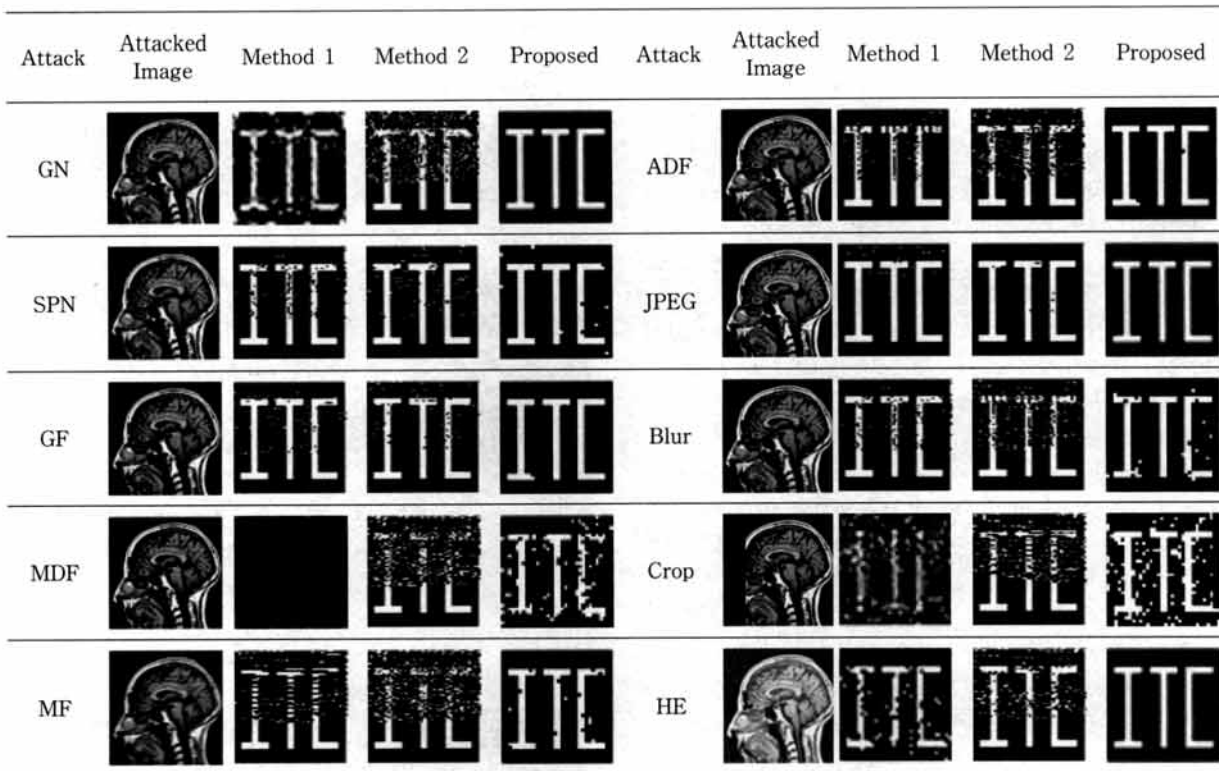 Attack Attacked Image Method 1 Method 2 Proposed Attack Attacked Image Method 1 Method 2 Proposed
GN ITC ITC ITC ADF ITC ITC ITC
SPN ITC ITC ITC JPEG ITC ITC ITC
GF ITC ITC ITC Blur ITC ITC ITC
MDF ITC ITC Crop ITC ITC
MF ITC ITC ITC HE ITC ITC ITC